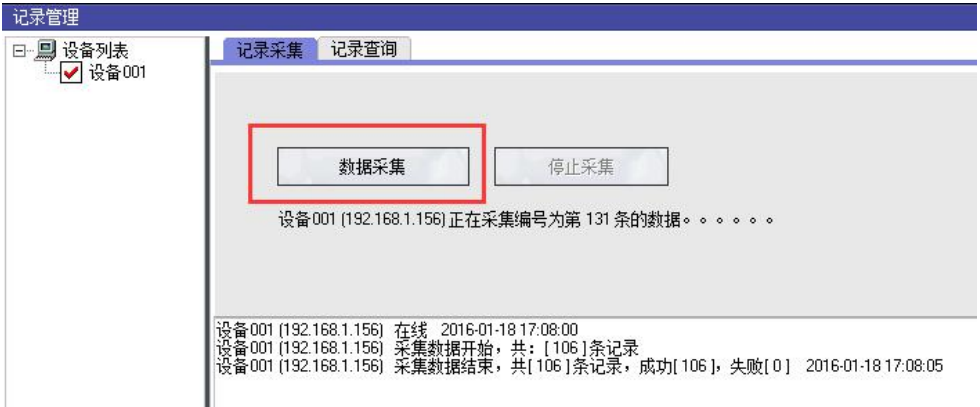 记录管理
设备列表
设备001
记录采集 记录查询
数据采集 停止采集
设备001 (192.168.1.156)正在采集编号为第 131 条的数据。。。。。。
设备001 (192.168.1.156) 在线 2016-01-18 17:08:00
设备001 (192.168.1.156) 采集数据开始，共：[ 106 ]条记录
设备001 (192.168.1.156) 采集数据结束，共[ 106 ]条记录，成功[ 106 ]，失败[ 0 ] 2016-01-18 17:08:05